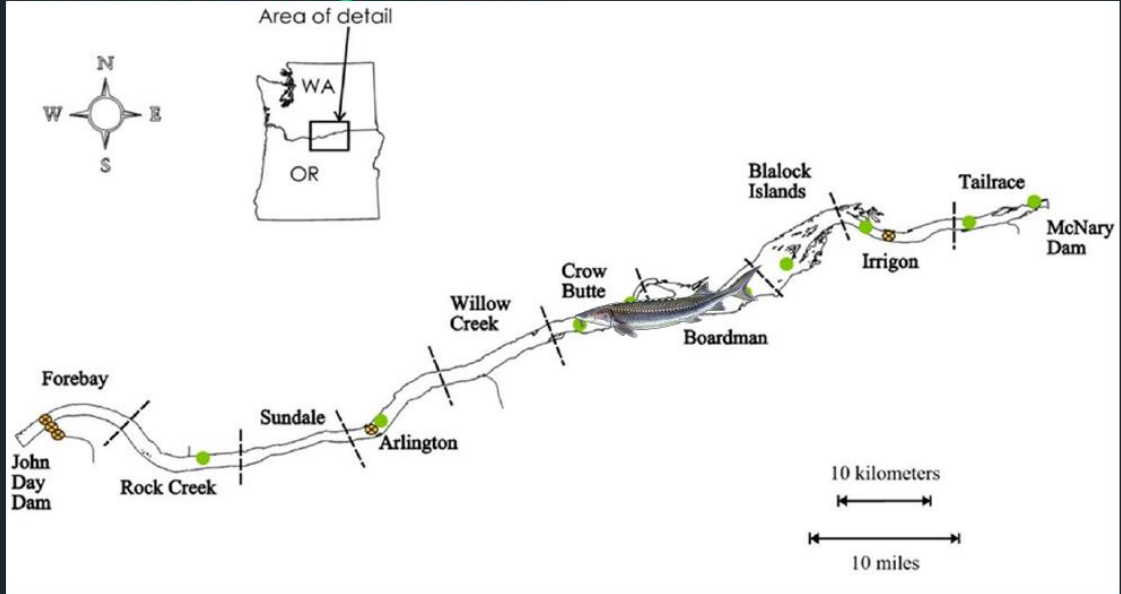 Area of detail
N
W
E
S
WA
OR
Blalock
Islands
Tailrace
McNary
Dam
Irrigon
Crow
Butte
Boardman
Willow
Creek
Forebay
Sundale
Arlington
John
Day
Dam
Rock Creek
10 kilometers
10 miles